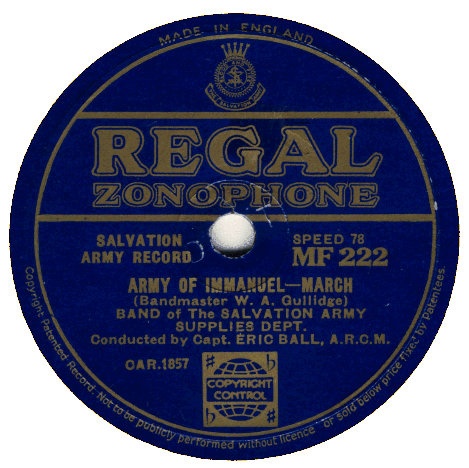 MADE IN ENGLAND
REGAL
ZONOPHONE
SALVATION
ARMY RECORD
SPEED 78
MF 222
ARMY OF IMMANUEL—MARCH
(Bandmaster W. A. Gullidge)
BAND of The SALVATION ARMY
SUPPLIES DEPT.
Conducted by Capt. ERIC BALL, A.R.C.M.
CAR.1857
COPYRIGHT
CONTROL
Copyright Patented Record. Not to be publicly performed without licence or sold below price fixed by Patentees.